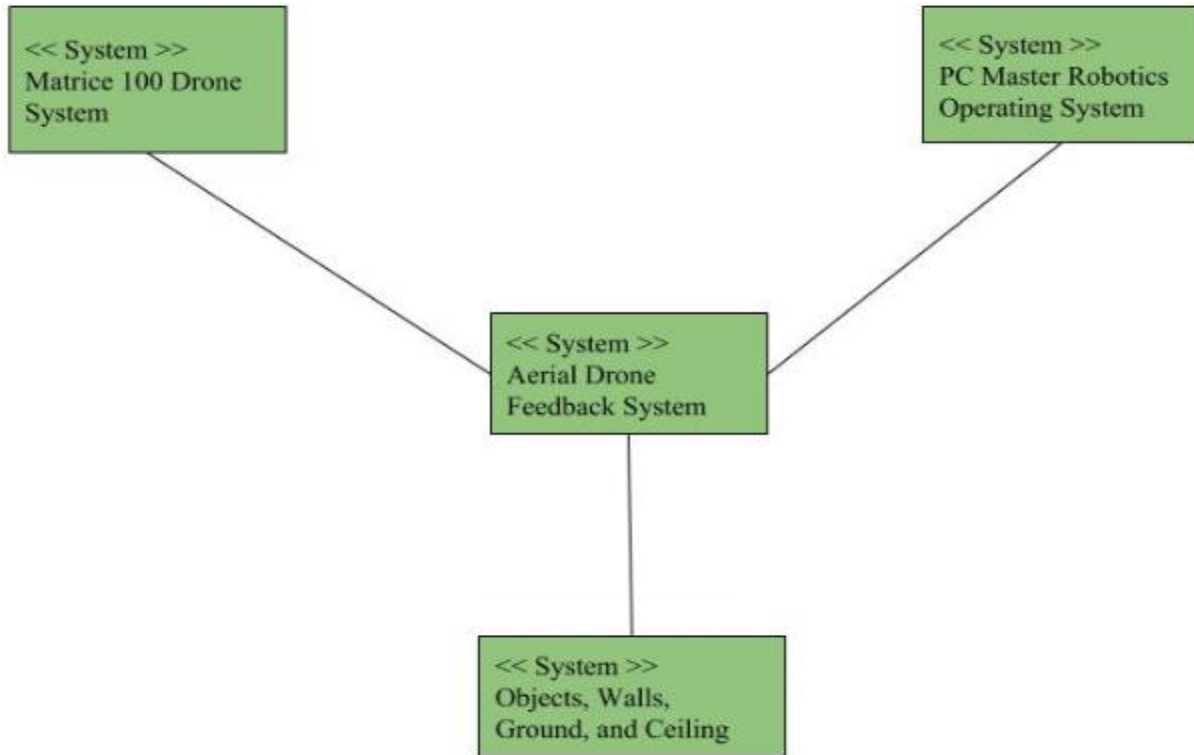 << System >>
Matrice 100 Drone
System
<< System >>
PC Master Robotics
Operating System
<< System >>
Aerial Drone
Feedback System
<< System >>
Objects, Walls,
Ground, and Ceiling